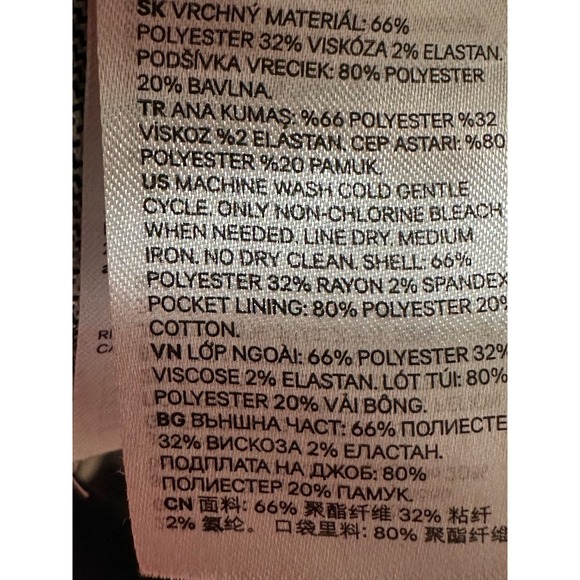 SK VRCHNÝ MATERIÁL: 66%
POLYESTER 32% VISKÓZA 2% ELASTAN.
PODŠÍVKA VRECIEK: 80% POLYESTER
20% BAVLNA.
TR ANA KUMAŞ: %66 POLYESTER %32
VİSKOZ %2 ELASTAN. CEP ASTARI: %80
POLYESTER %20 PAMUK.
US MACHINE WASH COLD GENTLE
CYCLE. ONLY NON-CHLORINE BLEACH
WHEN NEEDED. LINE DRY. MEDIUM
IRON. NO DRY CLEAN. SHELL: 66%
POLYESTER 32% RAYON 2% SPANDEX
POCKET LINING: 80% POLYESTER 20%
COTTON.
VN LỚP NGOÀI: 66% POLYESTER 32%
VISCOSE 2% ELASTAN. LÓT TÚI: 80%
POLYESTER 20% VẢI BÔNG.
BG ВЪНШНА ЧАСТ: 66% ПОЛИЕСТЕ
32% ВИСКОЗА 2% ЕЛАСТАН.
ПОДПЛАТА НА ДЖОБ: 80%
ПОЛИЕСТЕР 20% ПАМУК.
CN 面料: 66% 聚酯纤维 32% 粘纤
2% 氨纶. 口袋里料: 80% 聚酯纤维